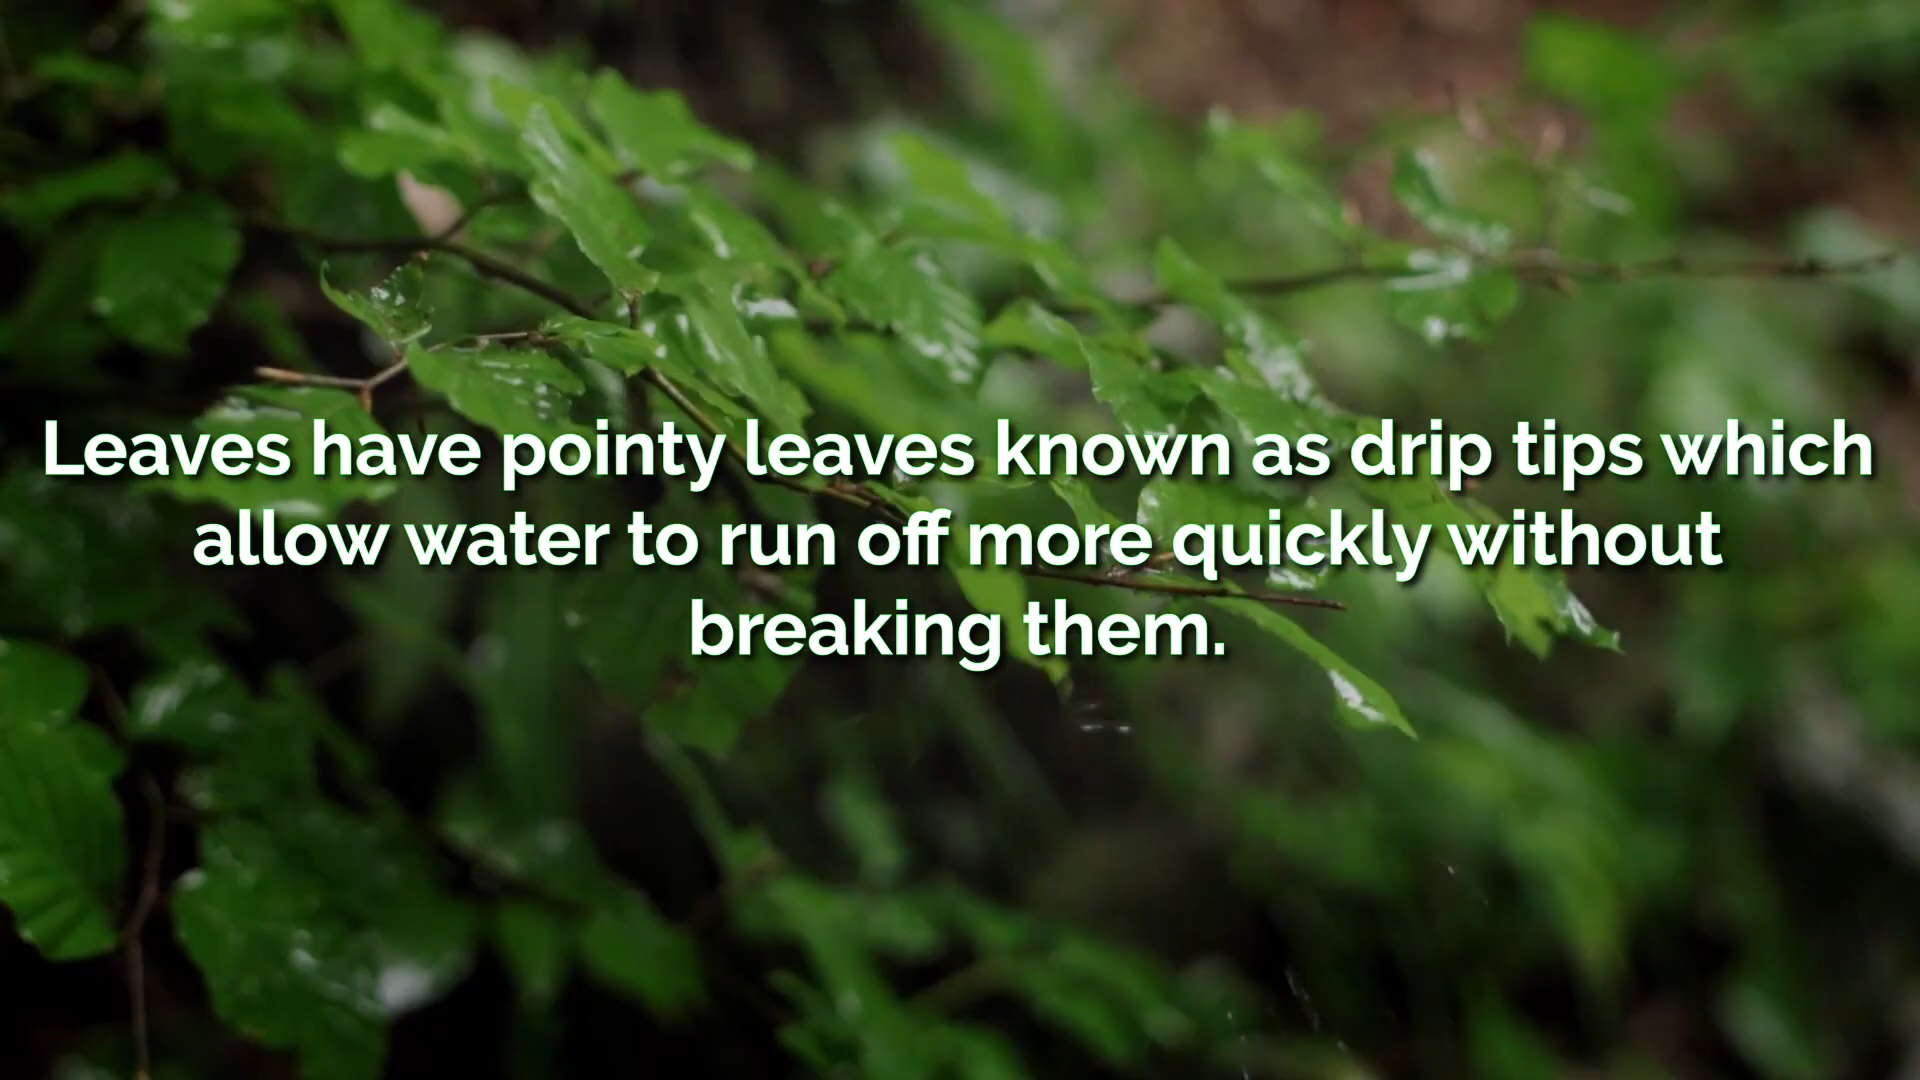 Leaves have pointy leaves known as drip tips which
allow water to run off more quickly without
breaking them.